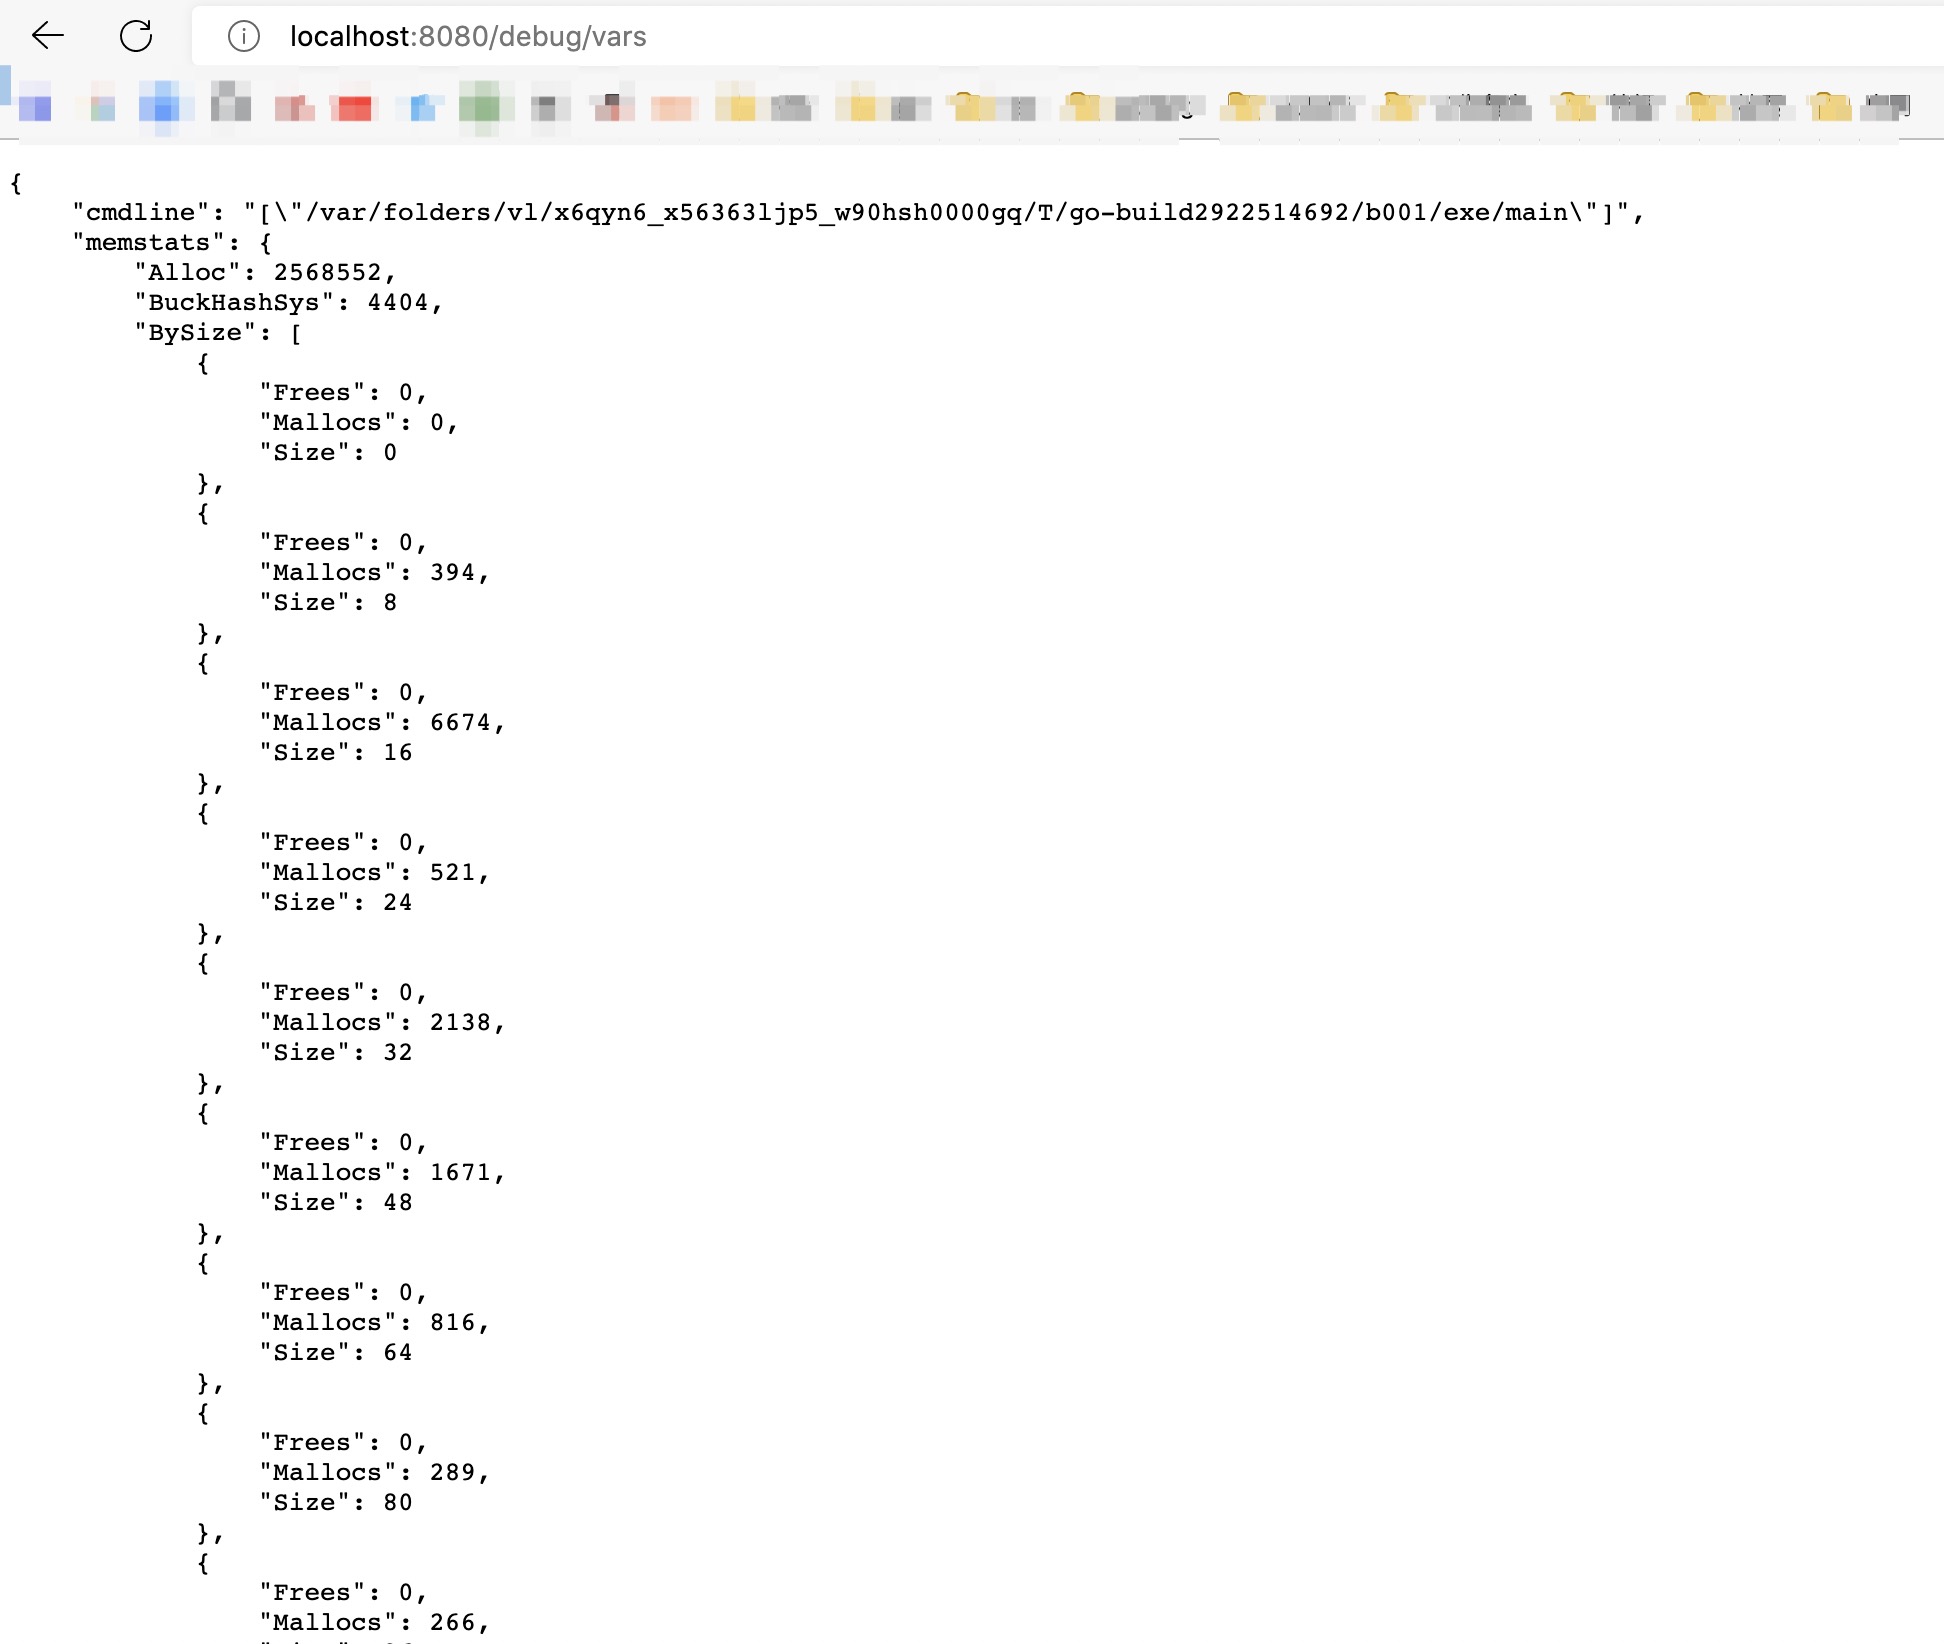 localhost:8080/debug/vars
{
"cmdline": "[\"/var/folders/vl/x6qyn6_x56363ljp5_w90hsh0000gq/T/go-build2922514692/b001/exe/main\"]",
"memstats": {
"Alloc": 2568552,
"BuckHashSys": 4404,
"BySize": [
{
"Frees": 0,
"Mallocs": 0,
"Size": 0
},
{
"Frees": 0,
"Mallocs": 394,
"Size": 8
},
{
"Frees": 0,
"Mallocs": 6674,
"Size": 16
},
{
"Frees": 0,
"Mallocs": 521,
"Size": 24
},
{
"Frees": 0,
"Mallocs": 2138,
"Size": 32
},
{
"Frees": 0,
"Mallocs": 1671,
"Size": 48
},
{
"Frees": 0,
"Mallocs": 816,
"Size": 64
},
{
"Frees": 0,
"Mallocs": 289,
"Size": 80
},
{
"Frees": 0,
"Mallocs": 266,